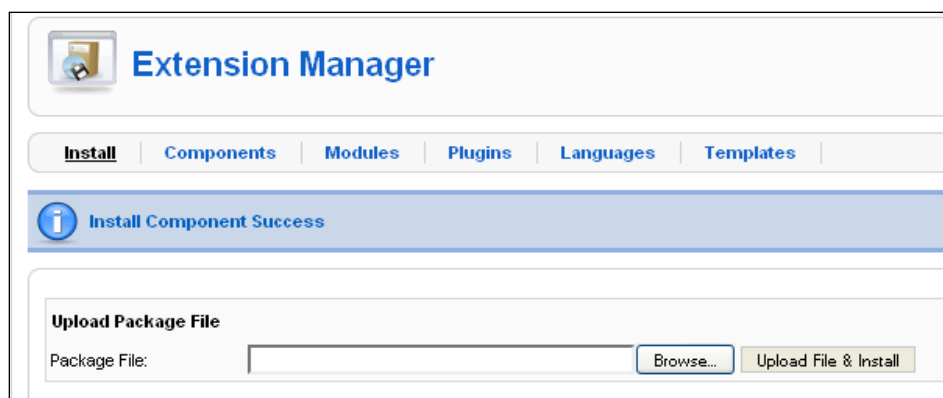 Extension Manager
Install Components Modules Plugins Languages Templates
Install Component Success
Upload Package File
Package File: Browse... Upload File & Install